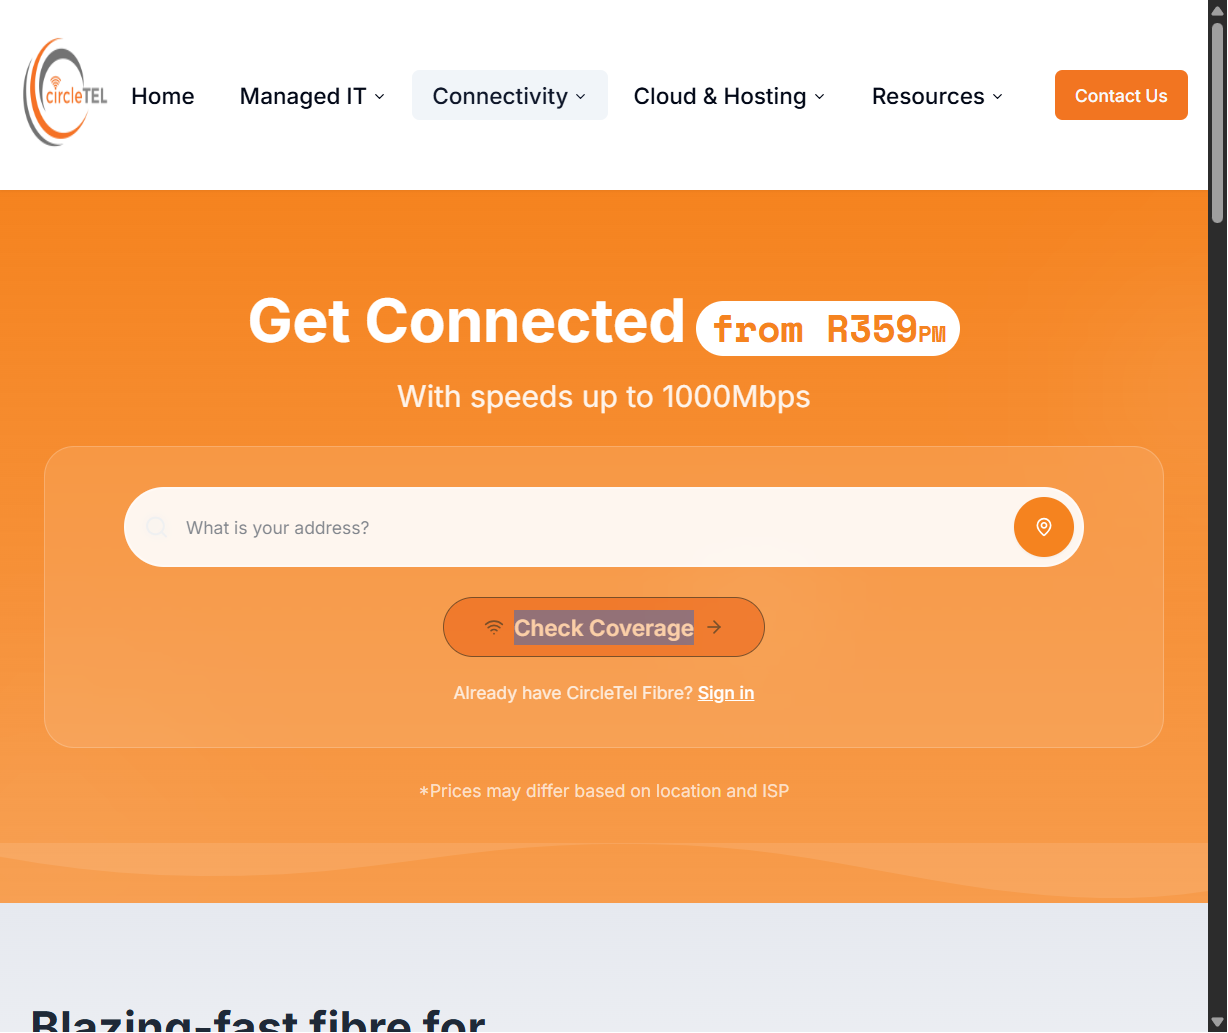 circleTEL
Home
Managed IT
Connectivity
Cloud & Hosting
Resources
Contact Us
Get Connected from R359PM
With speeds up to 1000Mbps
What is your address?
Check Coverage
Already have CircleTel Fibre? Sign in
*Prices may differ based on location and ISP
Blazing-fast fibre for